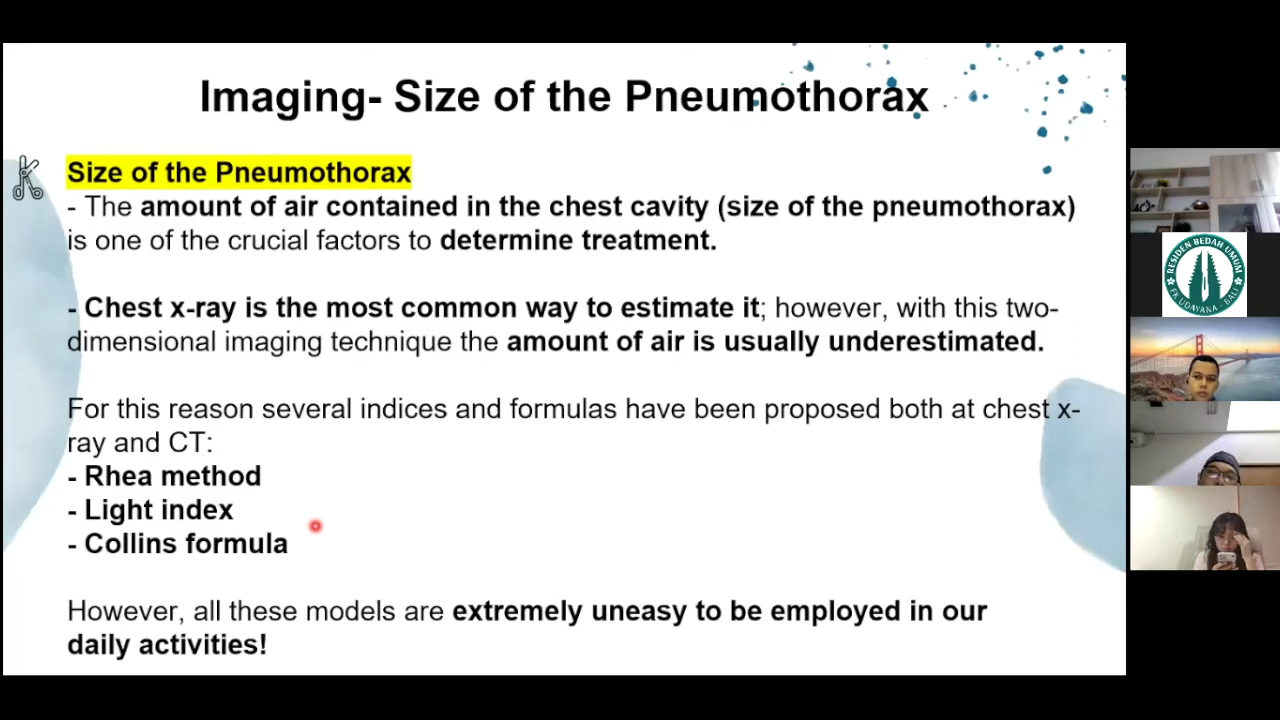 Imaging- Size of the Pneumothorax
Size of the Pneumothorax
- The amount of air contained in the chest cavity (size of the pneumothorax)
is one of the crucial factors to determine treatment.
- Chest x-ray is the most common way to estimate it; however, with this two-
dimensional imaging technique the amount of air is usually underestimated.
For this reason several indices and formulas have been proposed both at chest x-
ray and CT:
- Rhea method
- Light index
- Collins formula
However, all these models are extremely uneasy to be employed in our
daily activities!
RESIDEN BEDAH UMUM
FK UDAYANA - BALI